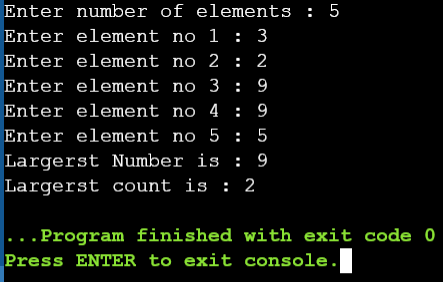 Enter number of elements : 5
Enter element no 1 : 3
Enter element no 2 : 2
Enter element no 3 : 9
Enter element no 4 : 9
Enter element no 5 : 5
Largerst Number is : 9
Largerst count is : 2
...Program finished with exit code 0
Press ENTER to exit console.